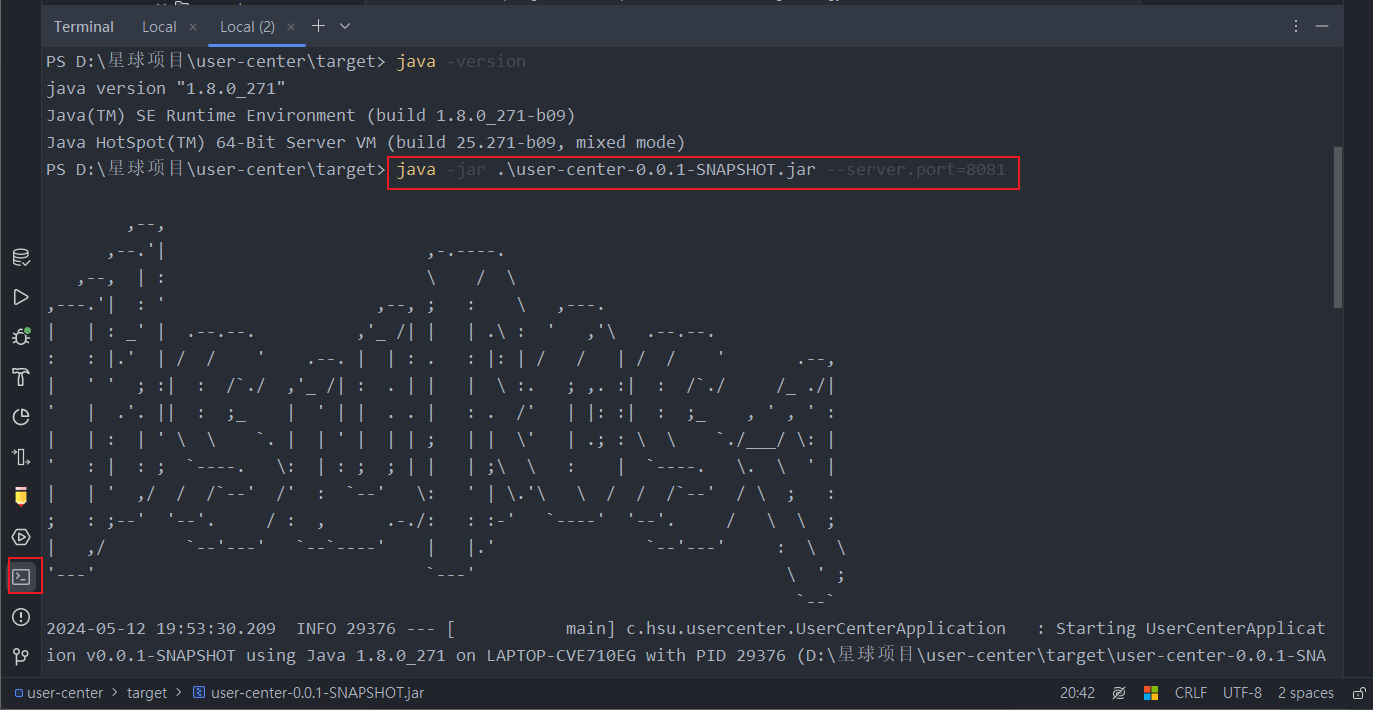 Terminal Local × Local (2) ×
PS D:\星球项目\user-center\target> java -version
java version "1.8.0_271"
Java(TM) SE Runtime Environment (build 1.8.0_271-b09)
Java HotSpot(TM) 64-Bit Server VM (build 25.271-b09, mixed mode)
PS D:\星球项目\user-center\target> java -jar .\user-center-0.0.1-SNAPSHOT.jar --server.port=8081
2024-05-12 19:53:30.209  INFO 29376 --- [           main] c.hsu.usercenter.UserCenterApplication   : Starting UserCenterApplicat
ion v0.0.1-SNAPSHOT using Java 1.8.0_271 on LAPTOP-CVE710EG with PID 29376 (D:\星球项目\user-center\target\user-center-0.0.1-SNA
user-center > target > user-center-0.0.1-SNAPSHOT.jar 20:42 CRLF UTF-8 2 spaces